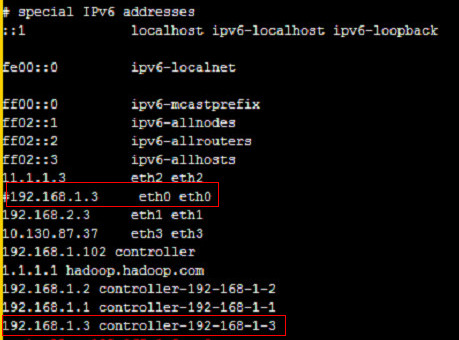 # special IPv6 addresses
::1 localhost ipv6-localhost ipv6-loopback
fe00::0 ipv6-localnet
ff00::0 ipv6-mcastprefix
ff02::1 ipv6-allnodes
ff02::2 ipv6-allrouters
ff02::3 ipv6-allhosts
11.1.1.3 eth2 eth2
#192.168.1.3 eth0 eth0
192.168.2.3 eth1 eth1
10.130.87.37 eth3 eth3
192.168.1.102 controller
1.1.1.1 hadoop.hadoop.com
192.168.1.2 controller-192-168-1-2
192.168.1.1 controller-192-168-1-1
192.168.1.3 controller-192-168-1-3